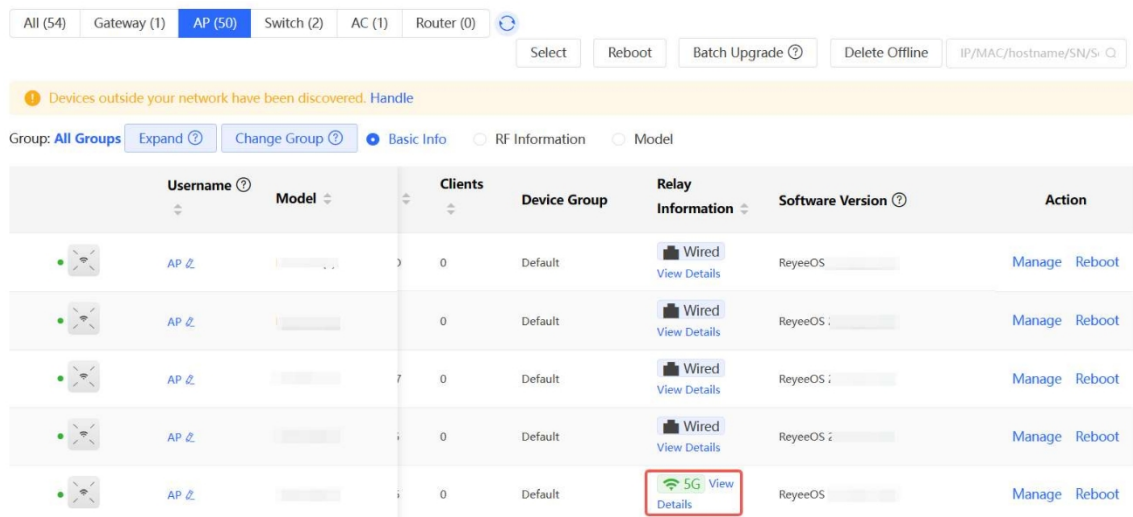 All (54) Gateway (1) AP (50) Switch (2) AC (1) Router (0)
Select Reboot Batch Upgrade Delete Offline IP/MAC/hostname/SN/S
Devices outside your network have been discovered. Handle
Group: All Groups Expand Change Group Basic Info RF Information Model
Username Model Clients Device Group Relay Information Software Version Action
AP 0 Default Wired View Details ReyeeOS Manage Reboot
AP 0 Default Wired View Details ReyeeOS Manage Reboot
AP 7 0 Default Wired View Details ReyeeOS Manage Reboot
AP 0 Default Wired View Details ReyeeOS Manage Reboot
AP 0 Default 5G View Details ReyeeOS Manage Reboot